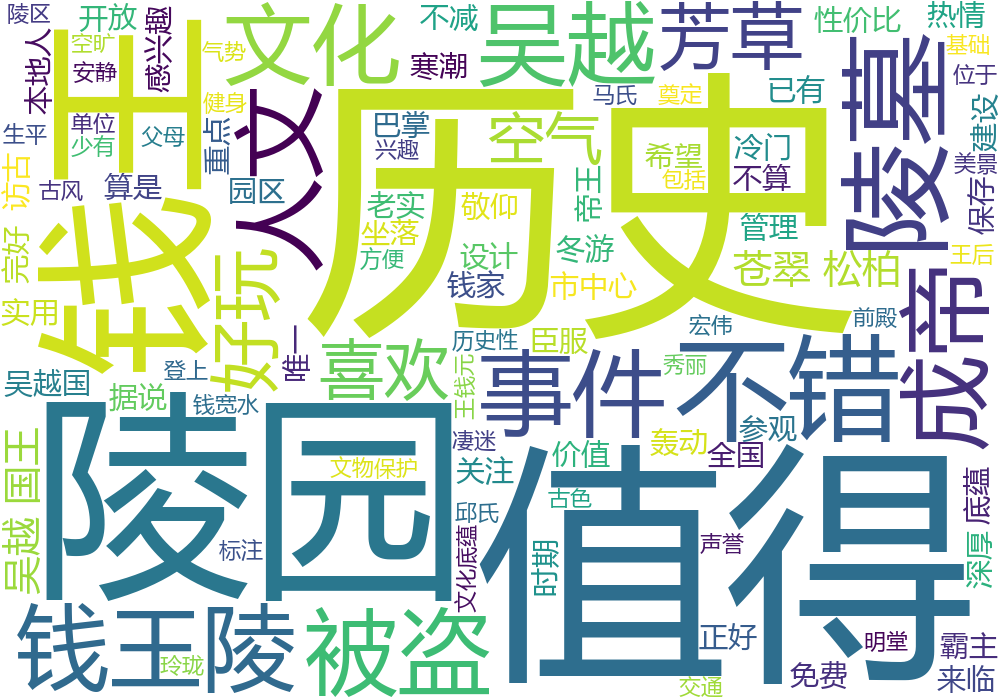 陵区
开放
文化
不减
吴越
芳草
性价比
热情
空旷
本地人
钱王
感兴趣
气势
寒潮
基础
安静
健身
人文
马氏
奠定
已有
陵墓
位于
单位
生平
少有
父母
重点
巴掌
兴趣
空气
希望
冷门
建设
美景
历史
访古
古风
算是
园区
老实
敬仰
帝王
包括
不算
保存
坐落
方便
设计
冬游
管理
王后
完好
好玩
钱家
市中心
苍翠
松柏
实用
唯一
历史性
臣服
宏伟
前殿
成帝
吴越国
登上
喜欢
王钱元
事件
秀丽
不错
据说
钱宽水
陵园
国王
凄迷
参观
文物保护
关注
价值
轰动
全国
值得
古色
底蕴
吴越
邱氏
标注
文化底蕴
时期
声誉
深厚
钱王陵
玲珑
被盗
正好
明堂
霸主
免费
来临
交通